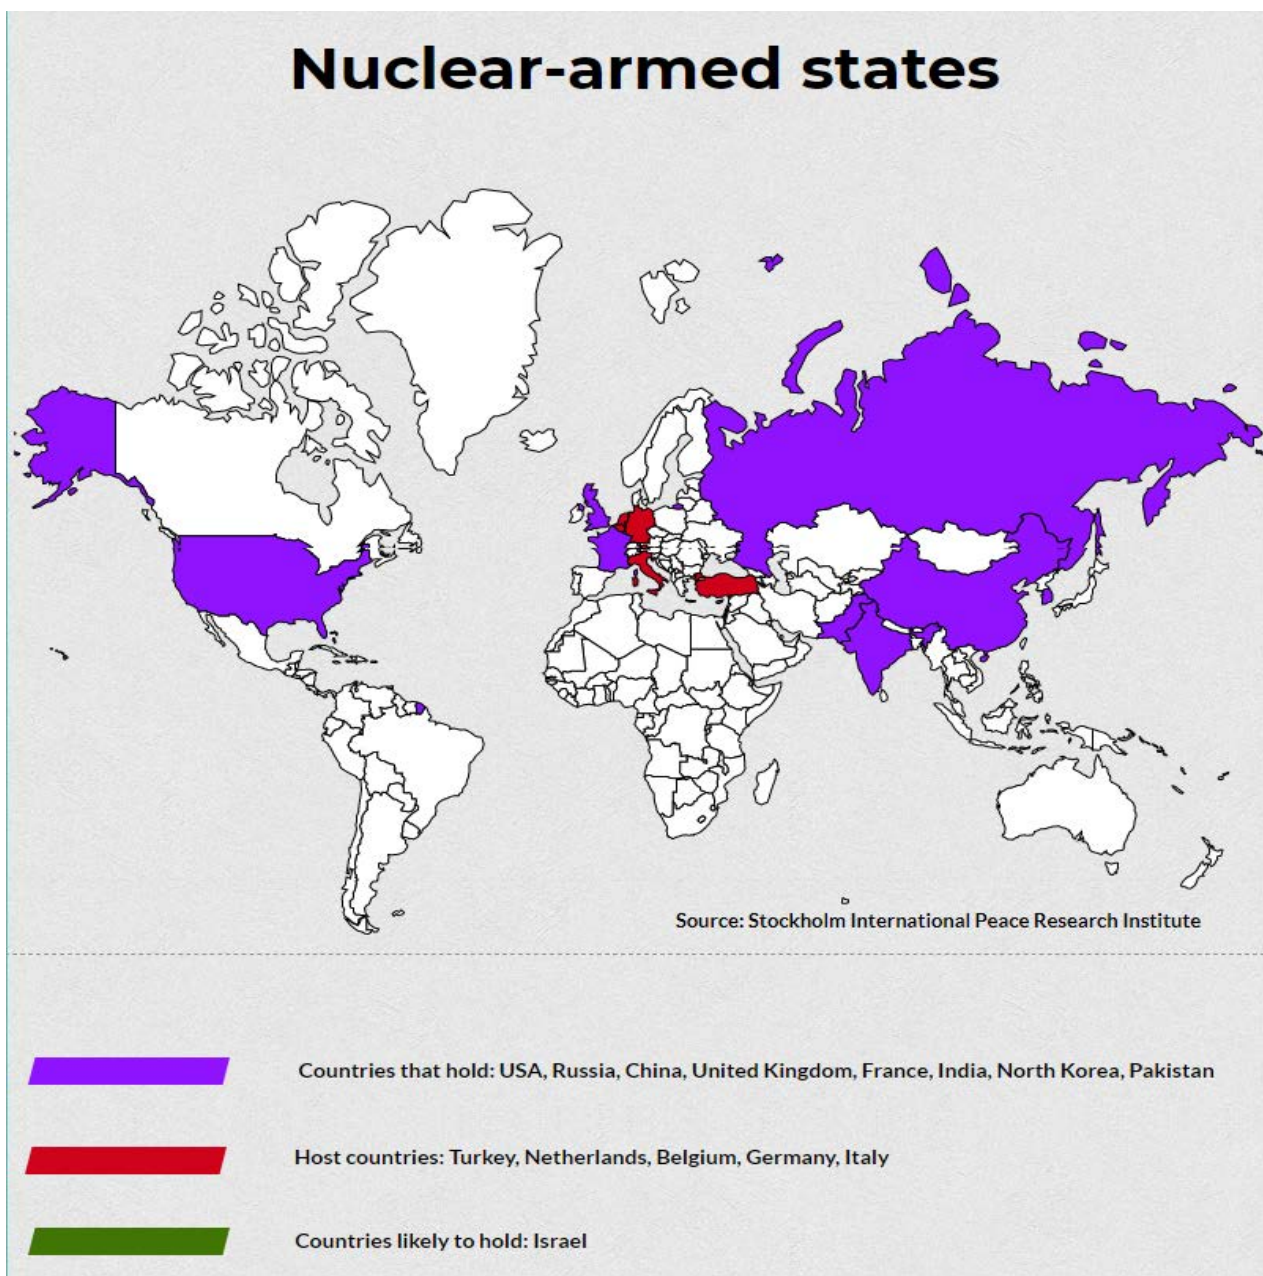 Nuclear-armed states
Source: Stockholm International Peace Research Institute
Countries that hold: USA, Russia, China, United Kingdom, France, India, North Korea, Pakistan
Host countries: Turkey, Netherlands, Belgium, Germany, Italy
Countries likely to hold: Israel